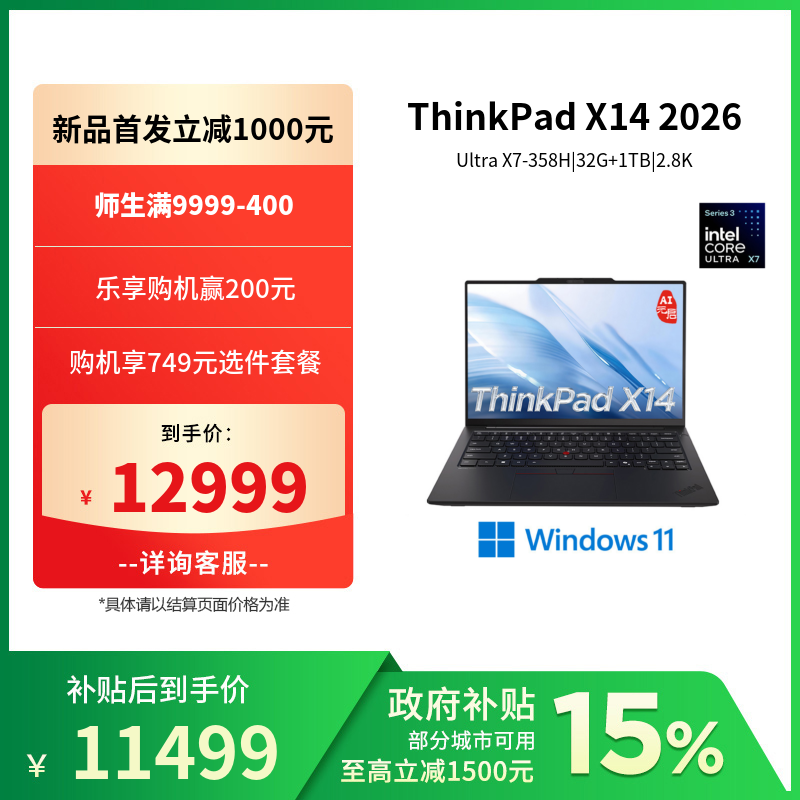 新品首发立减1000元
师生满9999-400
乐享购机赢200元
购机享749元选件套餐
到手价：
¥ 12999
--详询客服--
*具体请以结算页面价格为准
ThinkPad X14 2026
Ultra X7-358H|32G+1TB|2.8K
Series 3
intel
CORE
ULTRA X7
AI
元启
ThinkPad X14
ThinkPad
Windows 11
补贴后到手价
¥ 11499
政府补贴
部分城市可用
至高立减1500元
15%